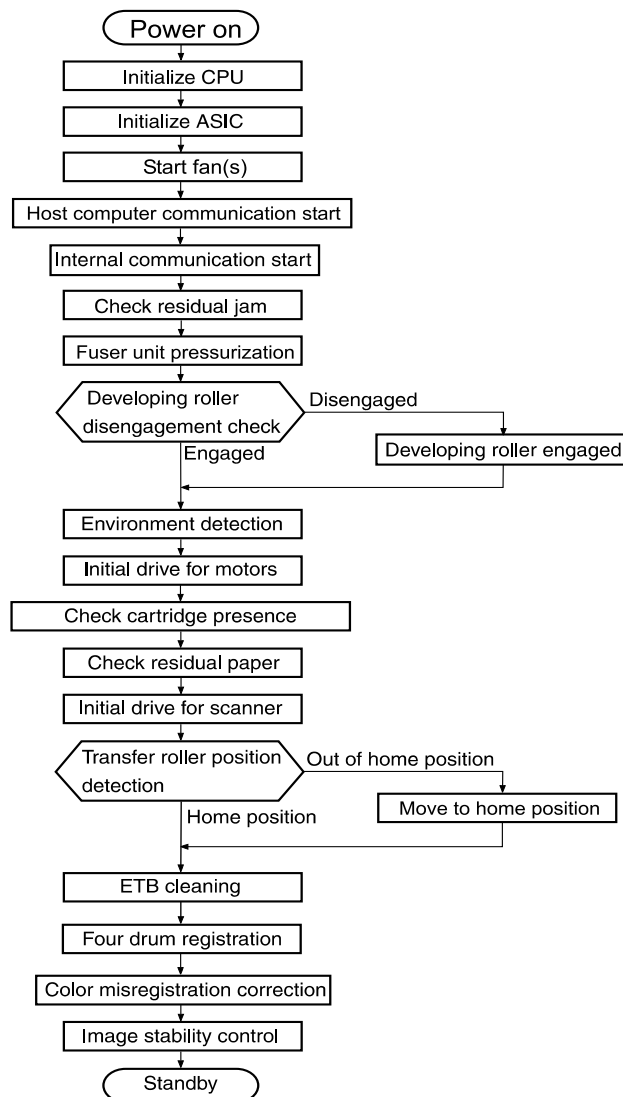 Power on
Initialize CPU
Initialize ASIC
Start fan(s)
Host computer communication start
Internal communication start
Check residual jam
Fuser unit pressurization
Developing roller
disengagement check
Disengaged
Engaged
Developing roller engaged
Environment detection
Initial drive for motors
Check cartridge presence
Check residual paper
Initial drive for scanner
Transfer roller position
detection
Out of home position
Home position
Move to home position
ETB cleaning
Four drum registration
Color misregistration correction
Image stability control
Standby